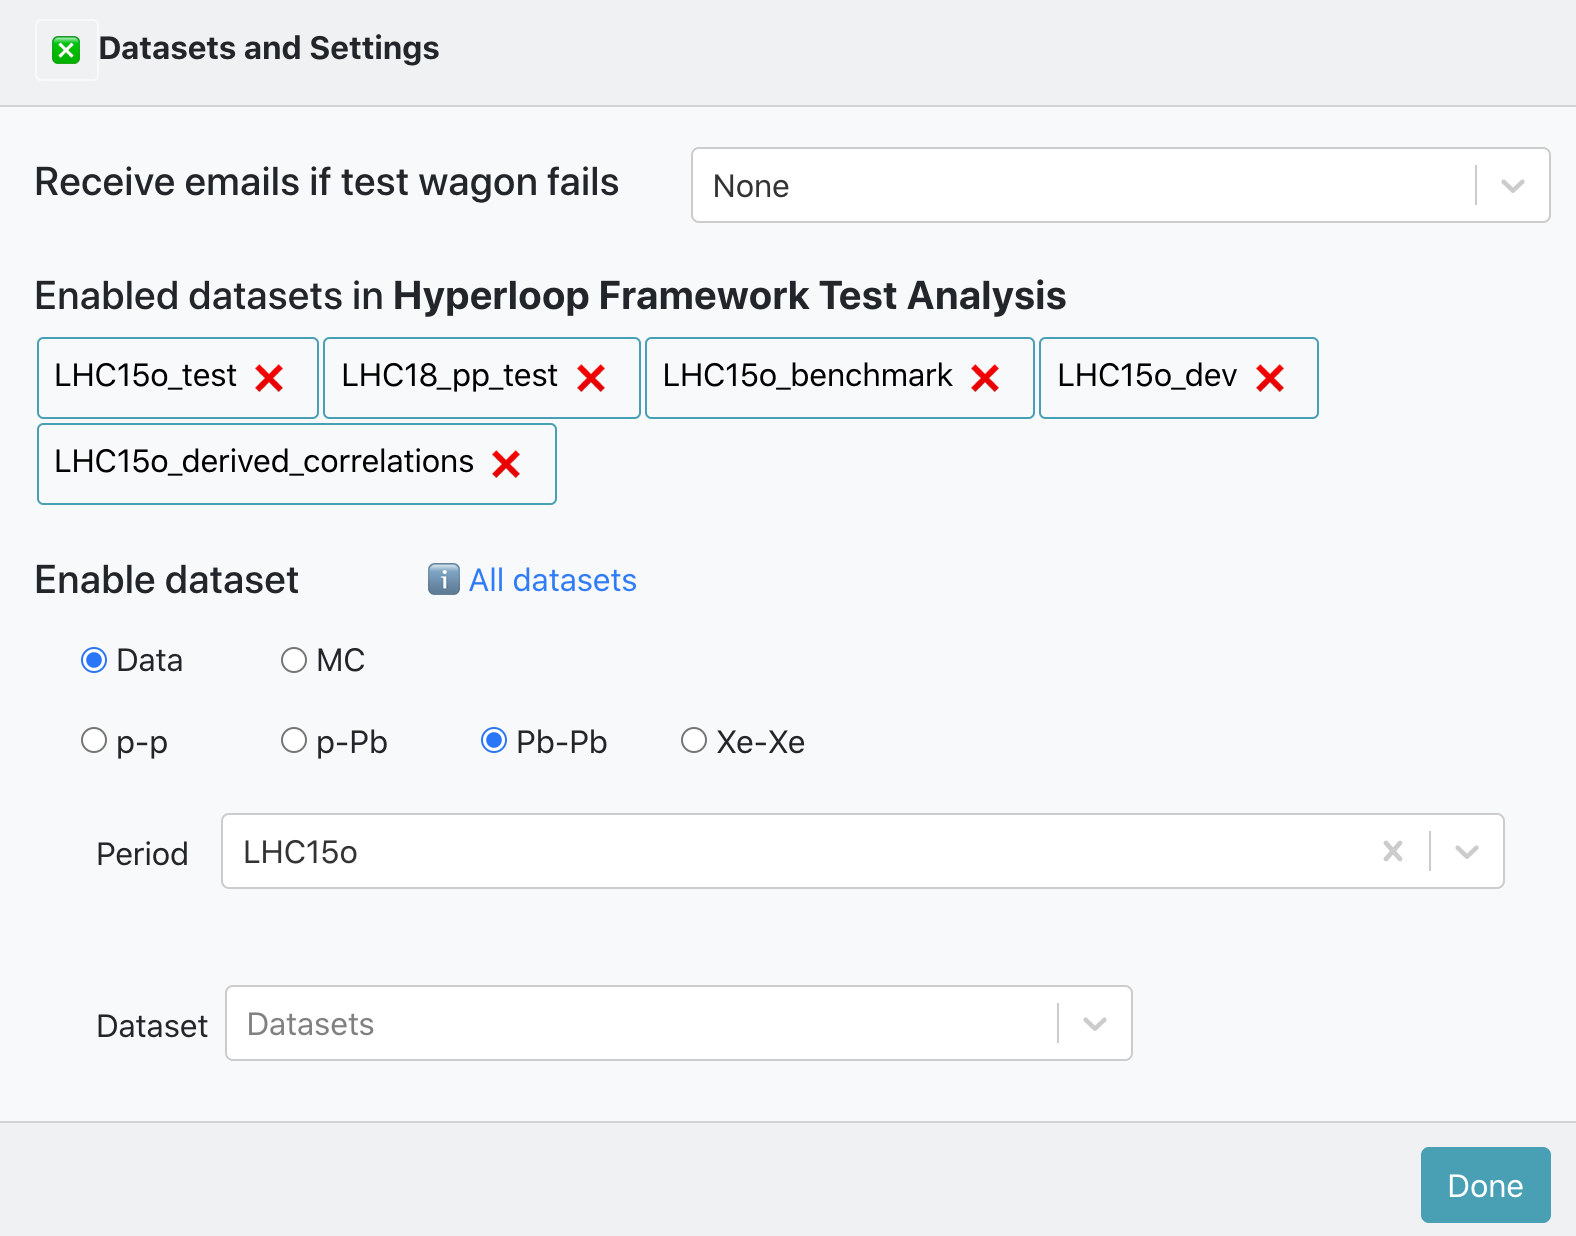 Datasets and Settings
Receive emails if test wagon fails
None
Enabled datasets in Hyperloop Framework Test Analysis
LHC15o_test
LHC18_pp_test
LHC15o_benchmark
LHC15o_dev
LHC15o_derived_correlations
Enable dataset
All datasets
Data
MC
p-p
p-Pb
Pb-Pb
Xe-Xe
Period
LHC15o
Dataset
Datasets
Done